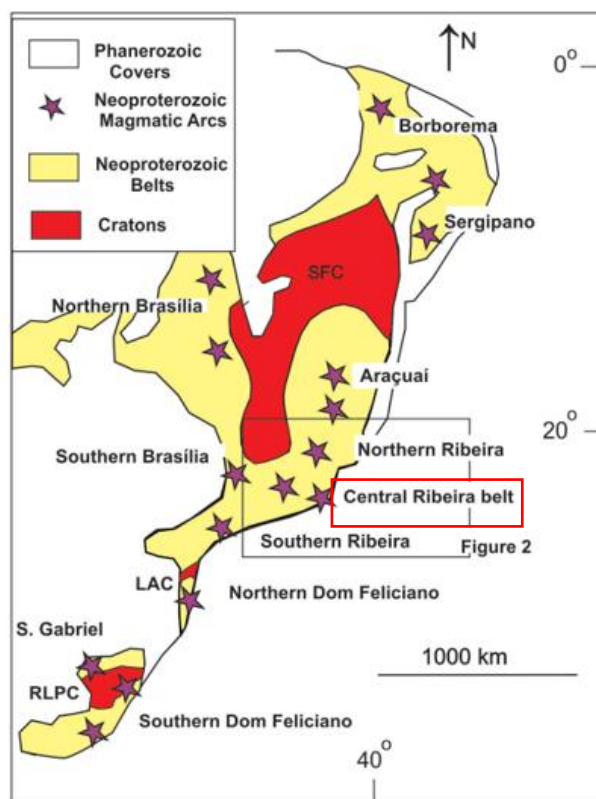 Phanerozoic
Covers
Neoproterozoic
Magmatic Arcs
Neoproterozoic
Belts
Cratons
N
0°
Borborema
Sergipano
SFC
Northern Brasília
Araçuaí
20°
Southern Brasília
Northern Ribeira
Central Ribeira belt
Southern Ribeira
Figure 2
LAC
Northern Dom Feliciano
S. Gabriel
1000 km
RLPC
Southern Dom Feliciano
40°